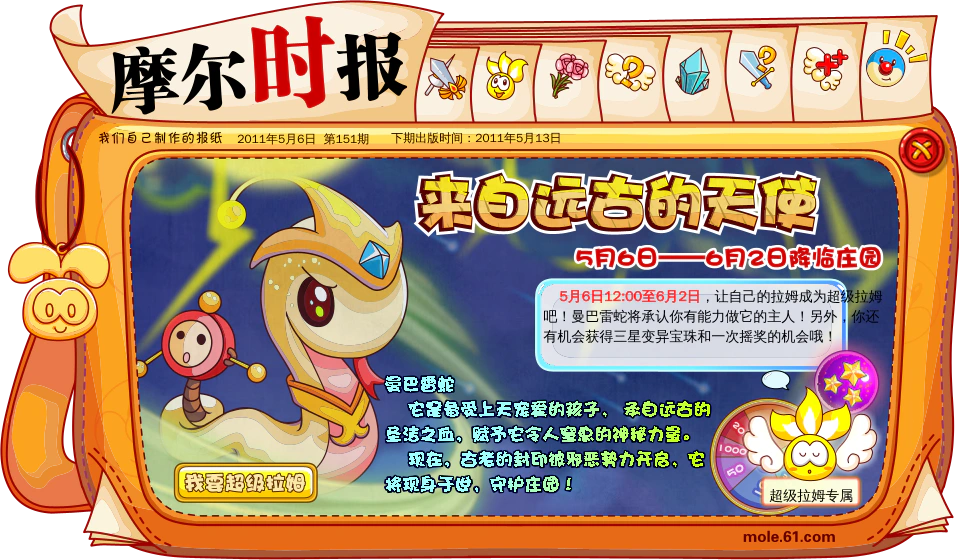 摩尔时报
我们自己制作的报纸 2011年5月6日 第151期 下期出版时间：2011年5月13日
来自远古的天使
5月6日——6月2日降临庄园
5月6日12:00至6月2日，让自己的拉姆成为超级拉姆
吧！曼巴雷蛇将承认你有能力做它的主人！另外，你还
有机会获得三星变异宝珠和一次摇奖的机会哦！
曼巴雷蛇
它是备受上天宠爱的孩子， 承自远古的
圣洁之血，赋予它令人窒息的神秘力量。
现在，古老的封印被邪恶势力开启，它
将现身于世，守护庄园！
我要超级拉姆
1000
50
超级拉姆专属
mole.61.com